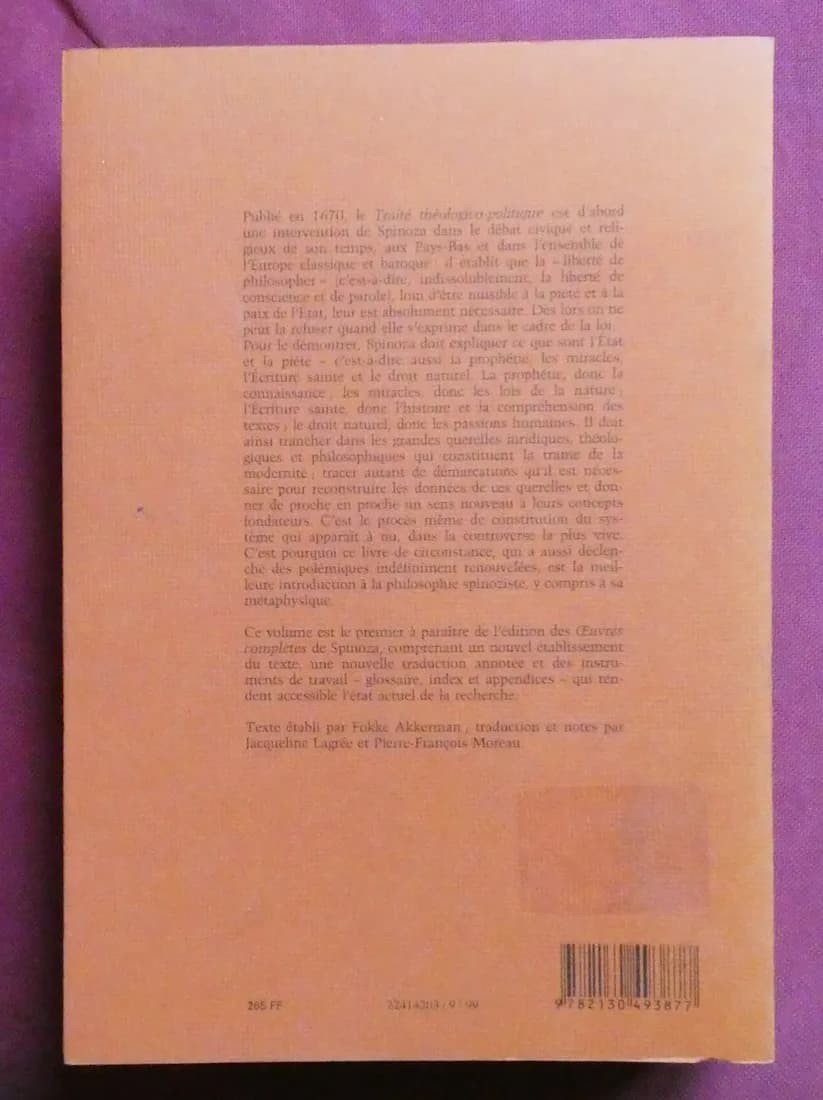 Publié en 1670, le Traité théologico-politique est d'abord
une intervention de Spinoza dans le débat civique et reli-
gieux de son temps, aux Pays-Bas et dans l'ensemble de
l'Europe classique et baroque : il établit que la « liberté de
philosopher » (c'est-à-dire, indissolublement, la liberté de
conscience et de parole), loin d'être nuisible à la piété et à la
paix de l'État, leur est absolument nécessaire. Dès lors on ne
peut la refuser quand elle s'exprime dans le cadre de la loi.
Pour le démontrer, Spinoza doit expliquer ce que sont l'État
et la piété – c'est-à-dire aussi la prophétie, les miracles,
l'Écriture sainte et le droit naturel. La prophétie, donc la
connaissance ; les miracles, donc les lois de la nature ;
l'Écriture sainte, donc l'histoire et la compréhension des
textes ; le droit naturel, donc les passions humaines. Il doit
ainsi trancher dans les grandes querelles juridiques, théolo-
giques et philosophiques qui constituent la trame de la
modernité ; tracer autant de démarcations qu'il est néces-
saire pour reconstruire les données de ces querelles et don-
ner de proche en proche un sens nouveau à leurs concepts
fondateurs. C'est le procès même de constitution du sys-
tème qui apparaît à nu, dans la controverse la plus vive.
C'est pourquoi ce livre de circonstance, qui a aussi déclen-
ché des polémiques indéfiniment renouvelées, est la meil-
leure introduction à la philosophie spinoziste, y compris à sa
métaphysique.
Ce volume est le premier à paraître de l'édition des Œuvres
complètes de Spinoza, comprenant un nouvel établissement
du texte, une nouvelle traduction annotée et des instru-
ments de travail – glossaire, index et appendices – qui ren-
dent accessible l'état actuel de la recherche.
Texte établi par Fokke Akkerman ; traduction et notes par
Jacqueline Lagrée et Pierre-François Moreau
265 FF
/ 9 / 99
9 782130 493877